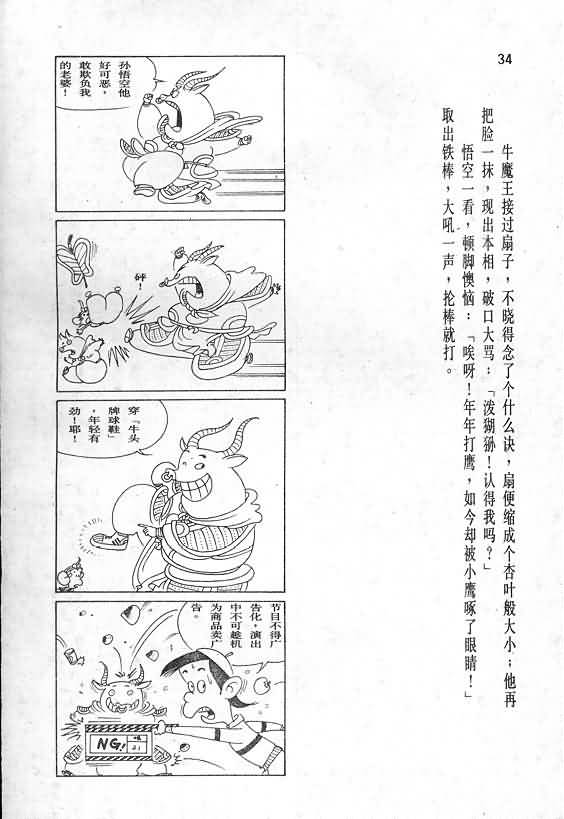 34
牛魔王接过扇子，不晓得念了个什么诀，扇便缩成个杏叶般大小；他再
把脸一抹，现出本相，破口大骂：「泼猢狲！认得我吗？」
悟空一看，顿脚懊恼：「唉呀！年年打鹰，如今却被小鹰啄了眼睛！」
取出铁棒，大吼一声，抡棒就打。
孙悟空他
好可恶，
敢欺负我
的老婆！
砰！
穿『牛头
牌球鞋』
，年轻有
劲！耶！
节目不得广
告化，演出
中不可趁机
为商品卖广
告。
NG!